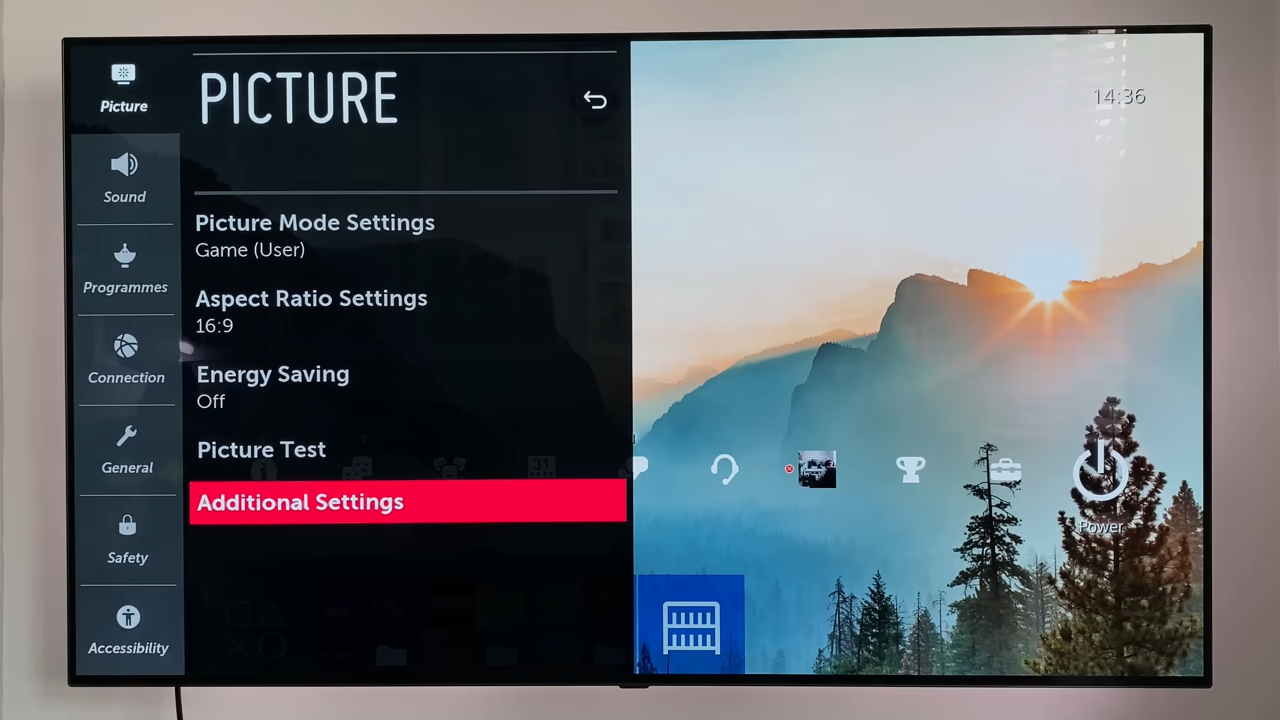 Picture
Sound
Programmes
Connection
General
Safety
Accessibility
PICTURE
Picture Mode Settings
Game (User)
Aspect Ratio Settings
16:9
Energy Saving
Off
Picture Test
Additional Settings
14:36
31
Power